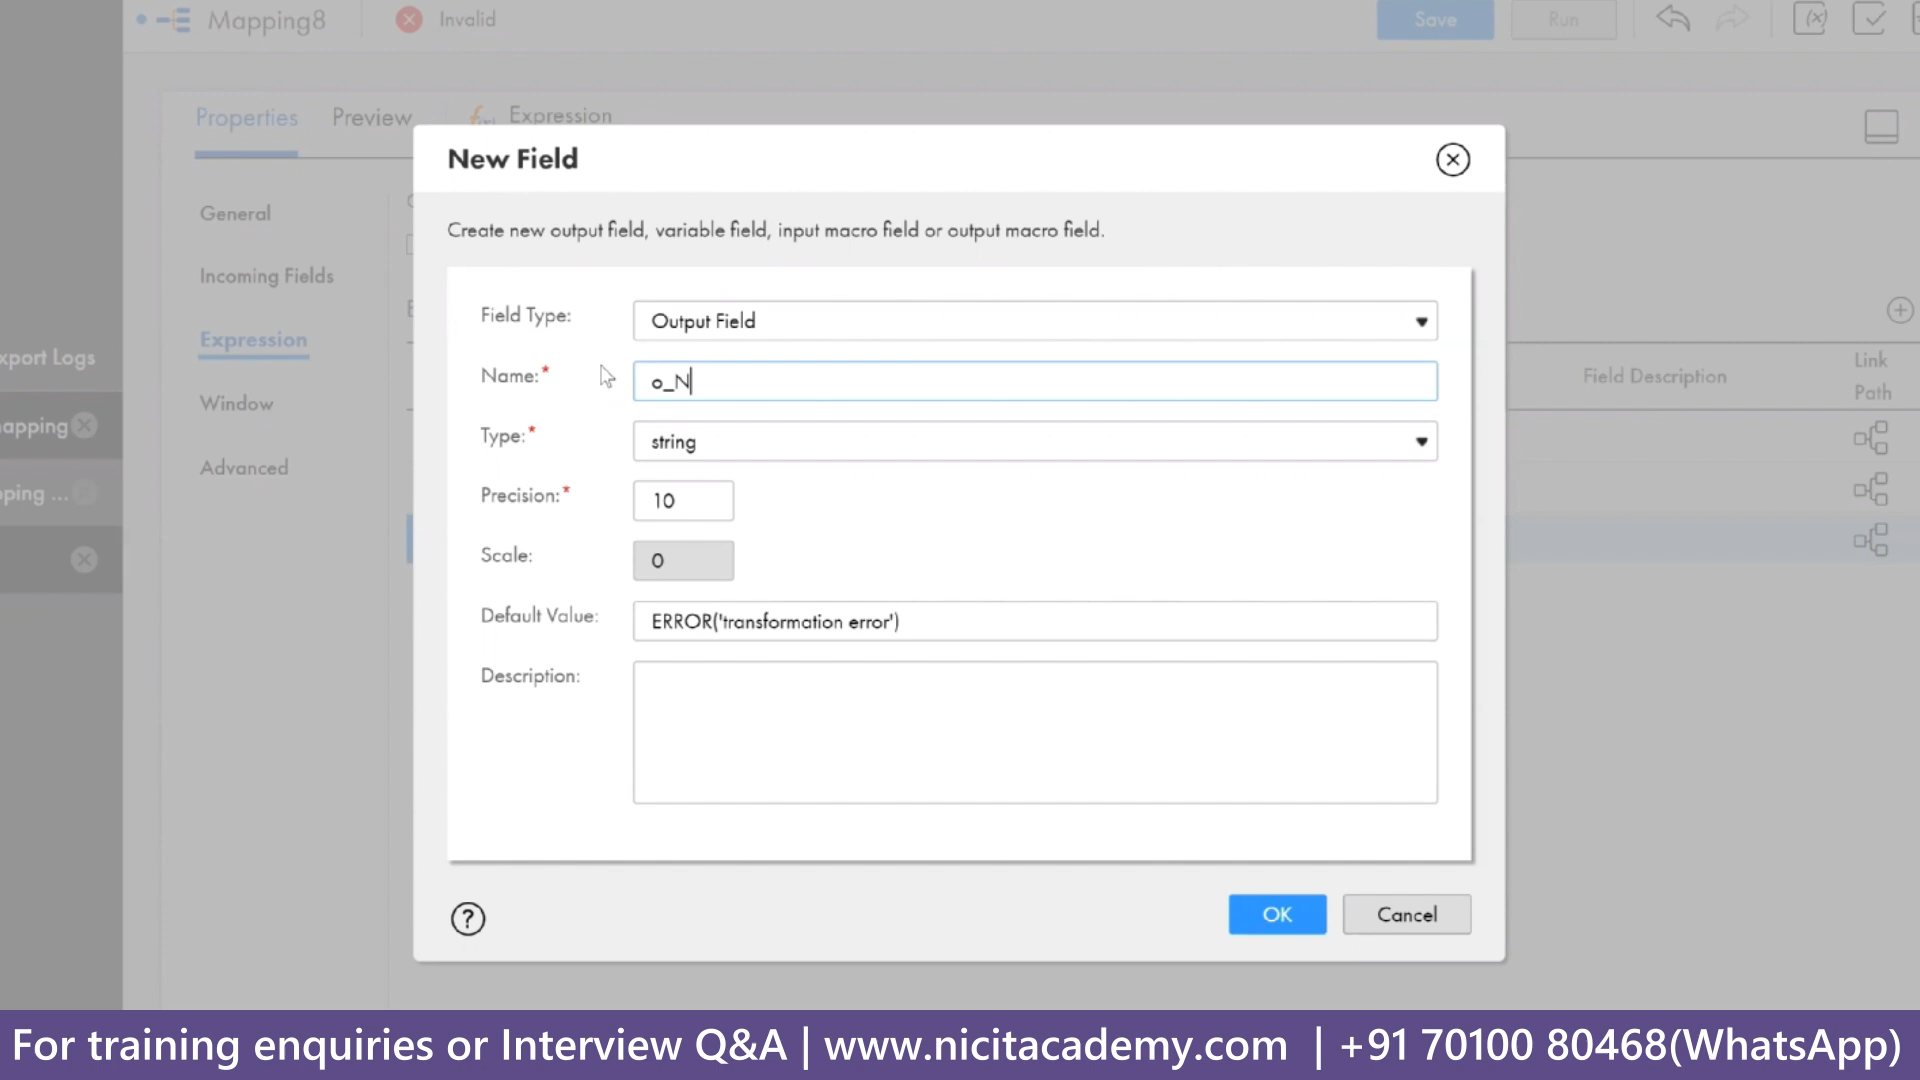 Mapping8
Invalid
Save
Run
Properties
Preview
Expression
New Field
Create new output field, variable field, input macro field or output macro field.
General
Incoming Fields
Expression
Window
Advanced
xport Logs
apping
ping ...
Field Type:
Output Field
Name:*
o_N
Type:*
string
Precision:*
10
Scale:
0
Default Value:
ERROR('transformation error')
Description:
Field Description
Link
Path
OK
Cancel
For training enquiries or Interview Q&A | www.nicitacademy.com | +91 70100 80468(WhatsApp)